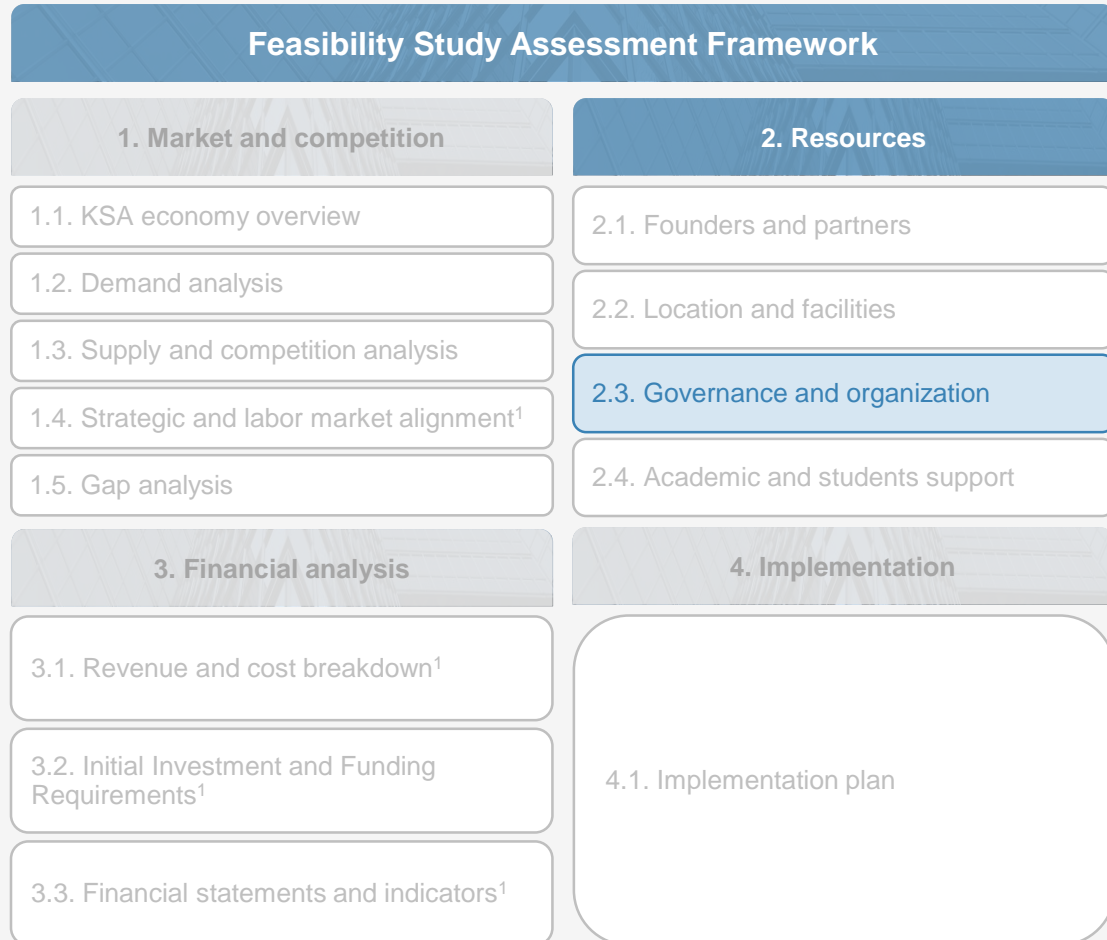 Feasibility Study Assessment Framework
1. Market and competition
1.1. KSA economy overview
1.2. Demand analysis
1.3. Supply and competition analysis
1.4. Strategic and labor market alignment¹
1.5. Gap analysis
2. Resources
2.1. Founders and partners
2.2. Location and facilities
2.3. Governance and organization
2.4. Academic and students support
3. Financial analysis
3.1. Revenue and cost breakdown¹
3.2. Initial Investment and Funding
Requirements¹
3.3. Financial statements and indicators¹
4. Implementation
4.1. Implementation plan